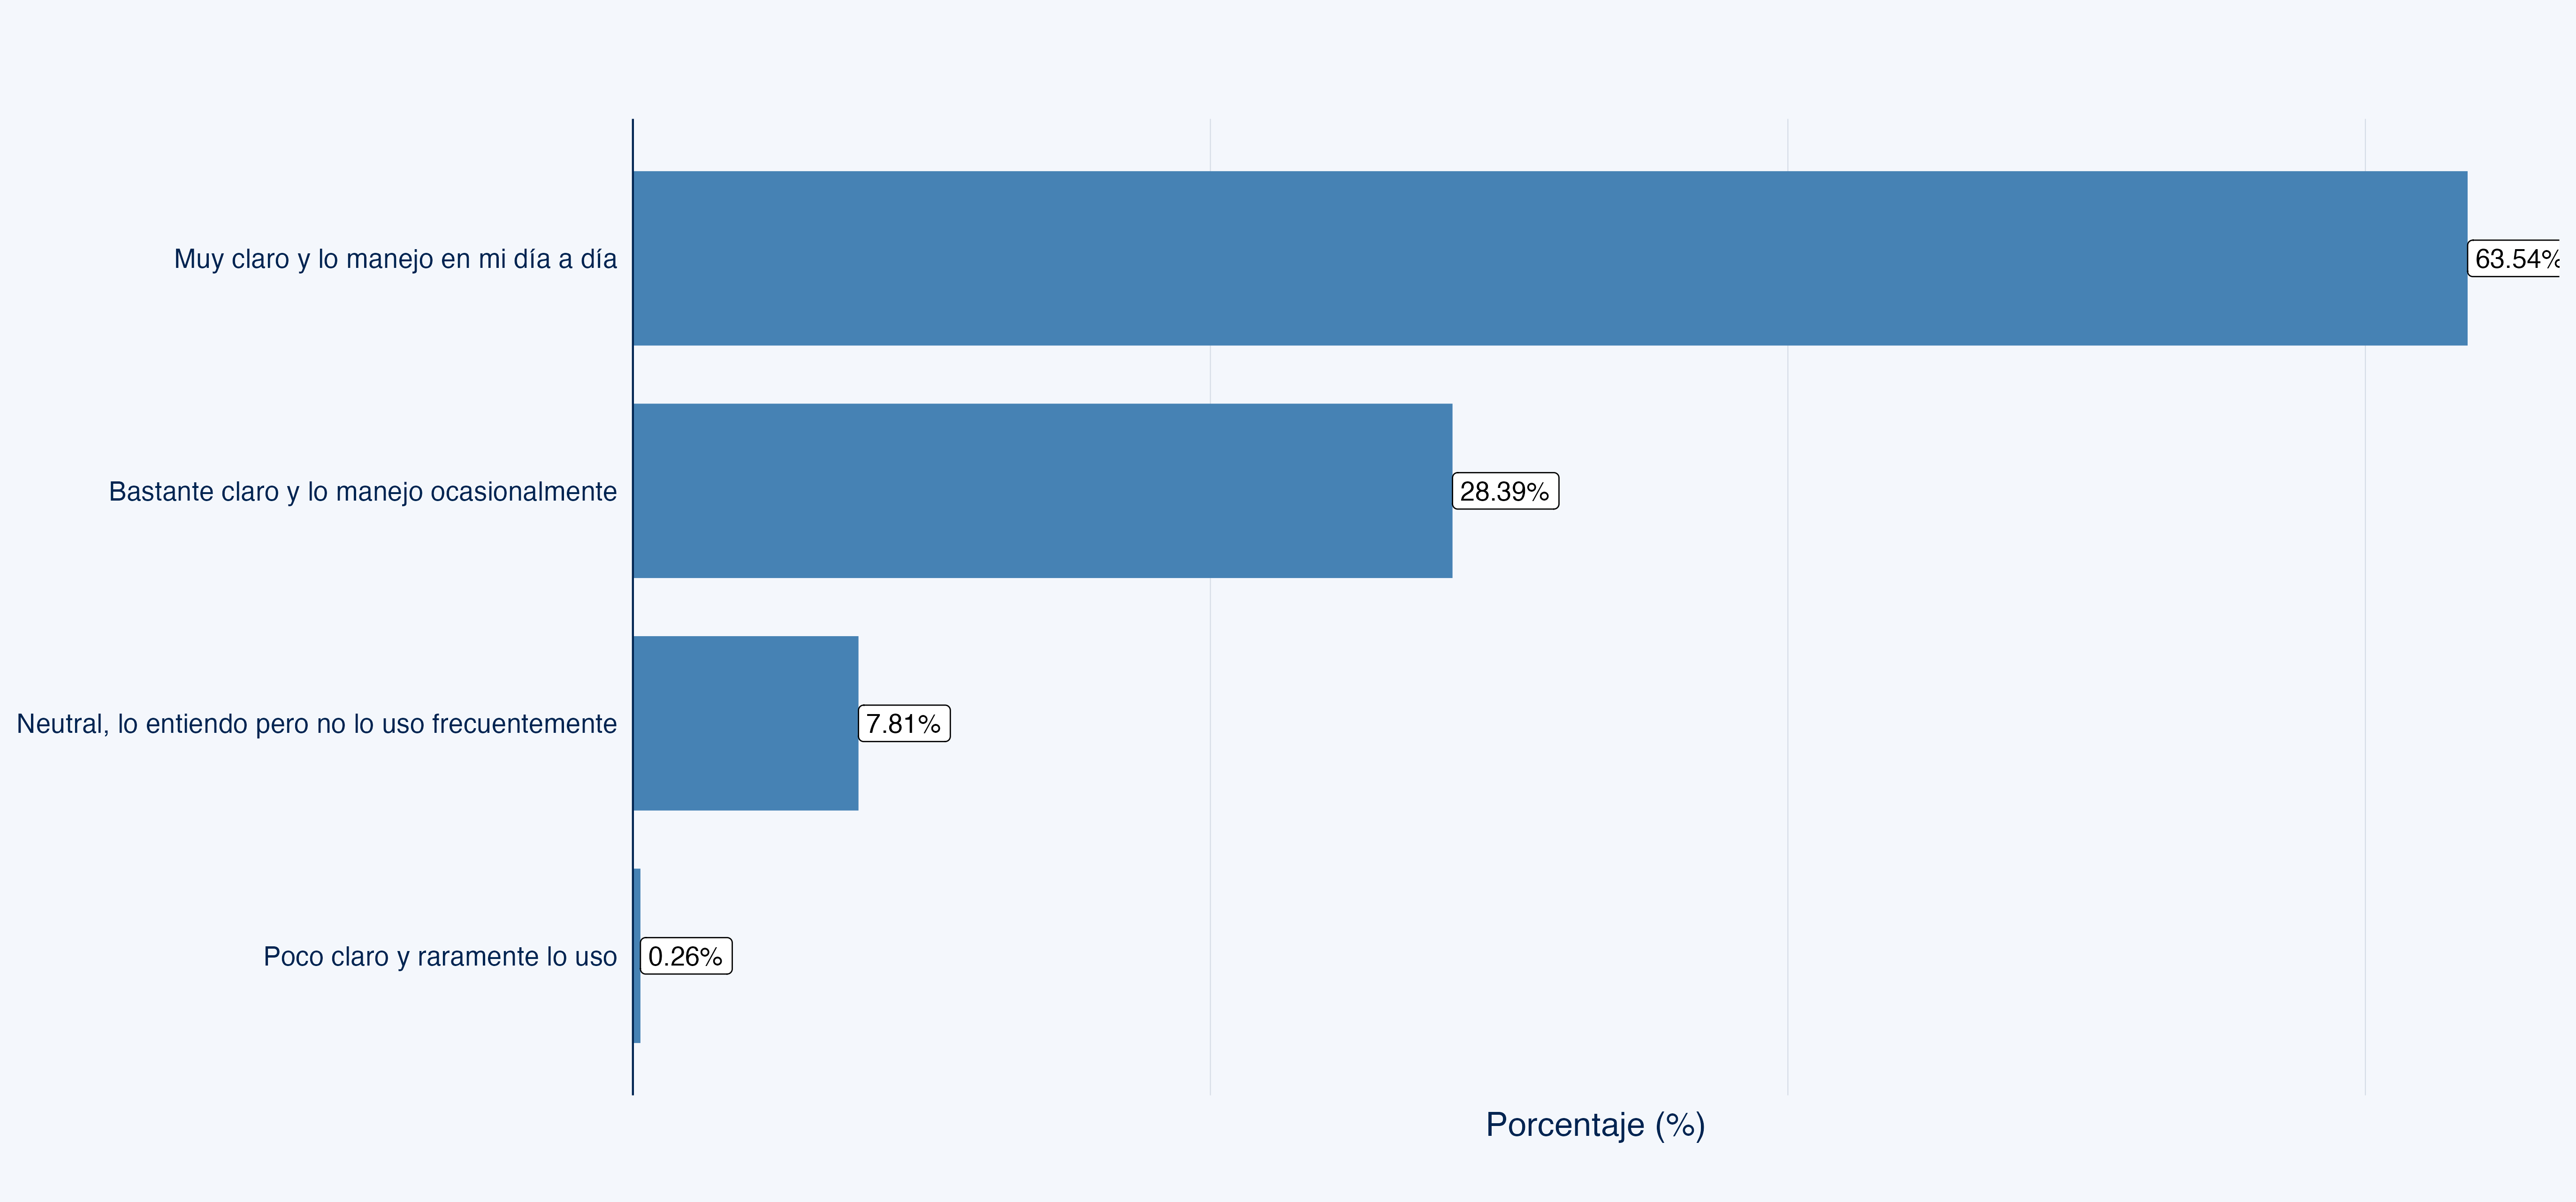 Muy claro y lo manejo en mi día a día
63.54%
Bastante claro y lo manejo ocasionalmente
28.39%
Neutral, lo entiendo pero no lo uso frecuentemente
7.81%
Poco claro y raramente lo uso
0.26%
Porcentaje (%)